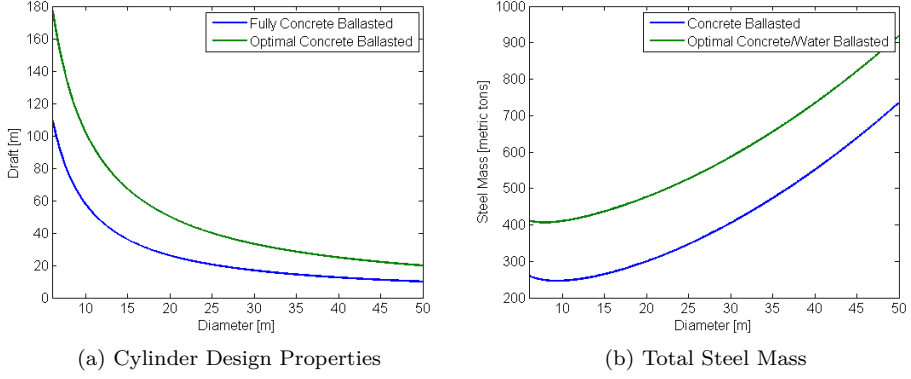 180
160
140
120
100
80
60
40
20
0
Draft [m]
10 15 20 25 30 35 40 45 50
Diameter [m]
Fully Concrete Ballasted
Optimal Concrete Ballasted
(a) Cylinder Design Properties
1000
900
800
700
600
500
400
300
200
Steel Mass [metric tons]
10 15 20 25 30 35 40 45 50
Diameter [m]
Concrete Ballasted
Optimal Concrete/Water Ballasted
(b) Total Steel Mass